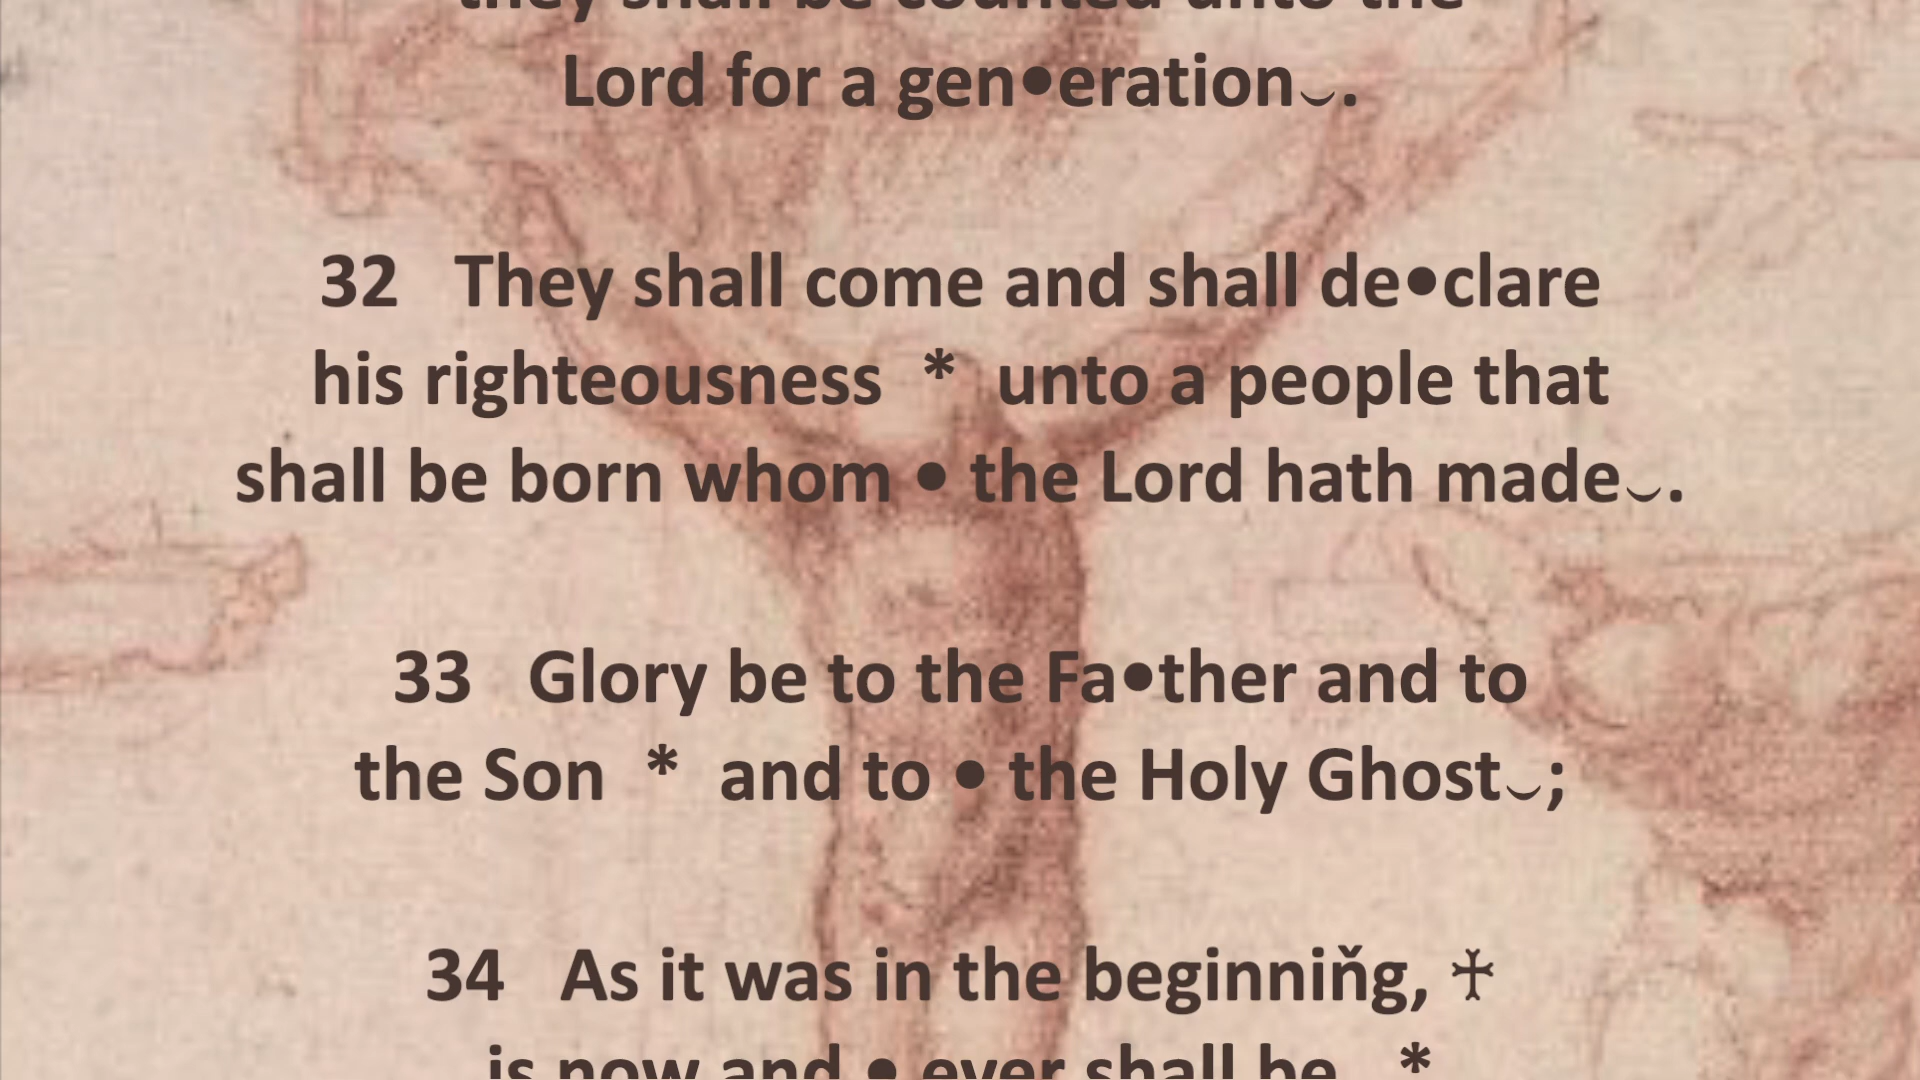 they shall be counted unto the
Lord for a gen•eration⌣.
32 They shall come and shall de•clare
his righteousness * unto a people that
shall be born whom • the Lord hath made⌣.
33 Glory be to the Fa•ther and to
the Son * and to • the Holy Ghost⌣;
34 As it was in the beginniňg, ☩
is now and • ever shall be *